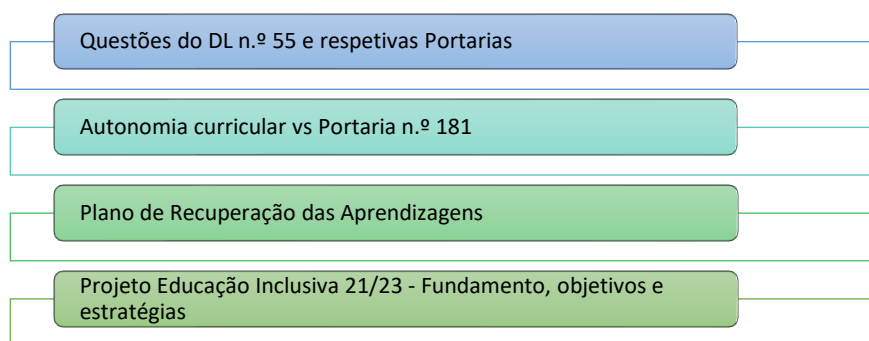 Questões do DL n.º 55 e respetivas Portarias
Autonomia curricular vs Portaria n.º 181
Plano de Recuperação das Aprendizagens
Projeto Educação Inclusiva 21/23 - Fundamento, objetivos e
estratégias